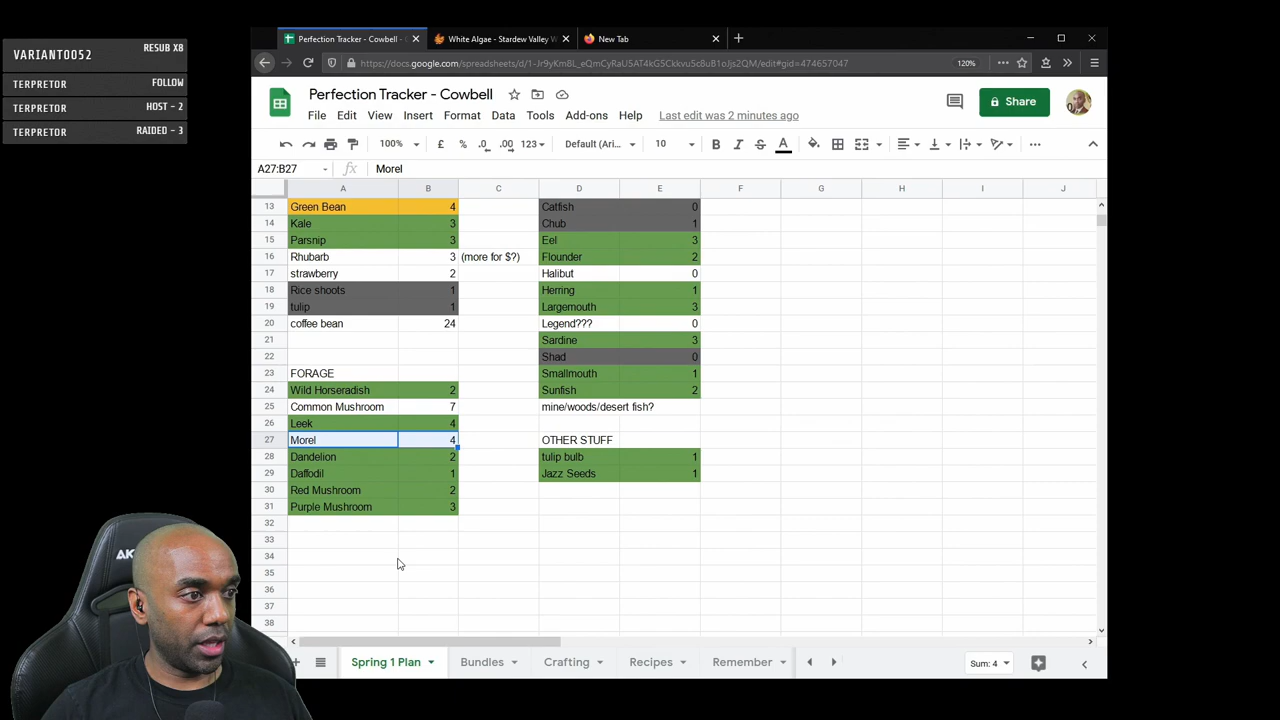 VARIANT0052 RESUB X8
TERPRETOR FOLLOW
TERPRETOR HOST - 2
TERPRETOR RAIDED - 3
Perfection Tracker - Cowbell -
White Algae - Stardew Valley W
New Tab
https://docs.google.com/spreadsheets/d/1-Jr9yKm8L_eQmCyRaU5AT4kG5Ckkvu5c8uB1oJjs2QM/edit#gid=474657047 120%
Perfection Tracker - Cowbell
File Edit View Insert Format Data Tools Add-ons Help Last edit was 2 minutes ago
Share
100% £ % .0 .00 123 Default (Ari... 10 B I S A
A27:B27 fx Morel
A B C D E F G H I J
13 Green Bean 4 Catfish 0
14 Kale 3 Chub 1
15 Parsnip 3 Eel 3
16 Rhubarb 3 (more for $?) Flounder 2
17 strawberry 2 Halibut 0
18 Rice shoots 1 Herring 1
19 tulip 1 Largemouth 3
20 coffee bean 24 Legend??? 0
21 Sardine 3
22 Shad 0
23 FORAGE Smallmouth 1
24 Wild Horseradish 2 Sunfish 2
25 Common Mushroom 7 mine/woods/desert fish?
26 Leek 4
27 Morel 4 OTHER STUFF
28 Dandelion 2 tulip bulb 1
29 Daffodil 1 Jazz Seeds 1
30 Red Mushroom 2
31 Purple Mushroom 3
32
33
34
35
36
37
38
AK
Spring 1 Plan Bundles Crafting Recipes Remember Sum: 4